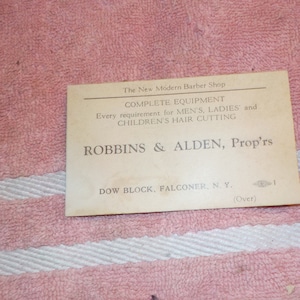 The New Modern Barber Shop
COMPLETE EQUIPMENT
Every requirement for MEN'S, LADIES' and
CHILDREN'S HAIR CUTTING
ROBBINS & ALDEN, Prop'rs
DOW BLOCK, FALCONER, N. Y.
1
(Over)